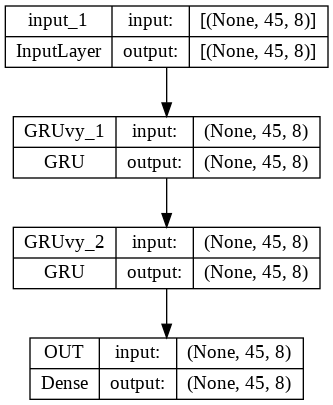 input_1 input: [(None, 45, 8)]
InputLayer output: [(None, 45, 8)]
GRUvy_1 input: (None, 45, 8)
GRU output: (None, 45, 8)
GRUvy_2 input: (None, 45, 8)
GRU output: (None, 45, 8)
OUT input: (None, 45, 8)
Dense output: (None, 45, 8)